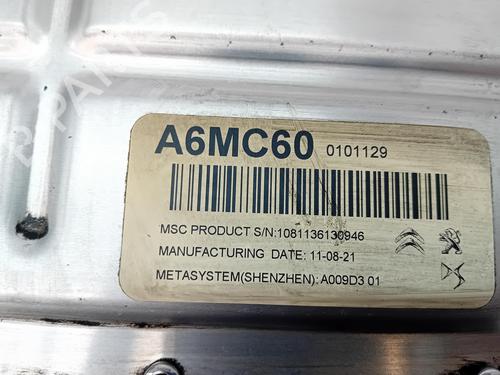 A6MC60 0101129
MSC PRODUCT S/N:1081136130946
MANUFACTURING DATE: 11-08-21
METASYSTEM(SHENZHEN): A009D3 01